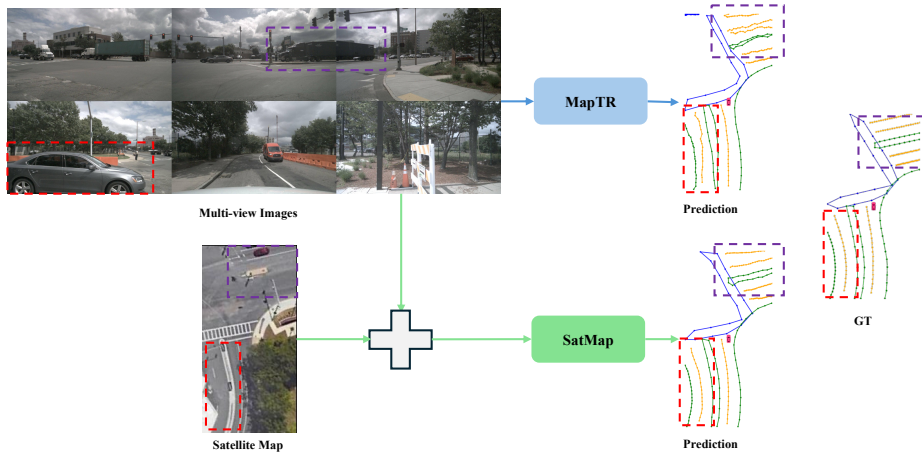 MapTR
Multi-view Images
Prediction
GT
SatMap
Satellite Map
Prediction